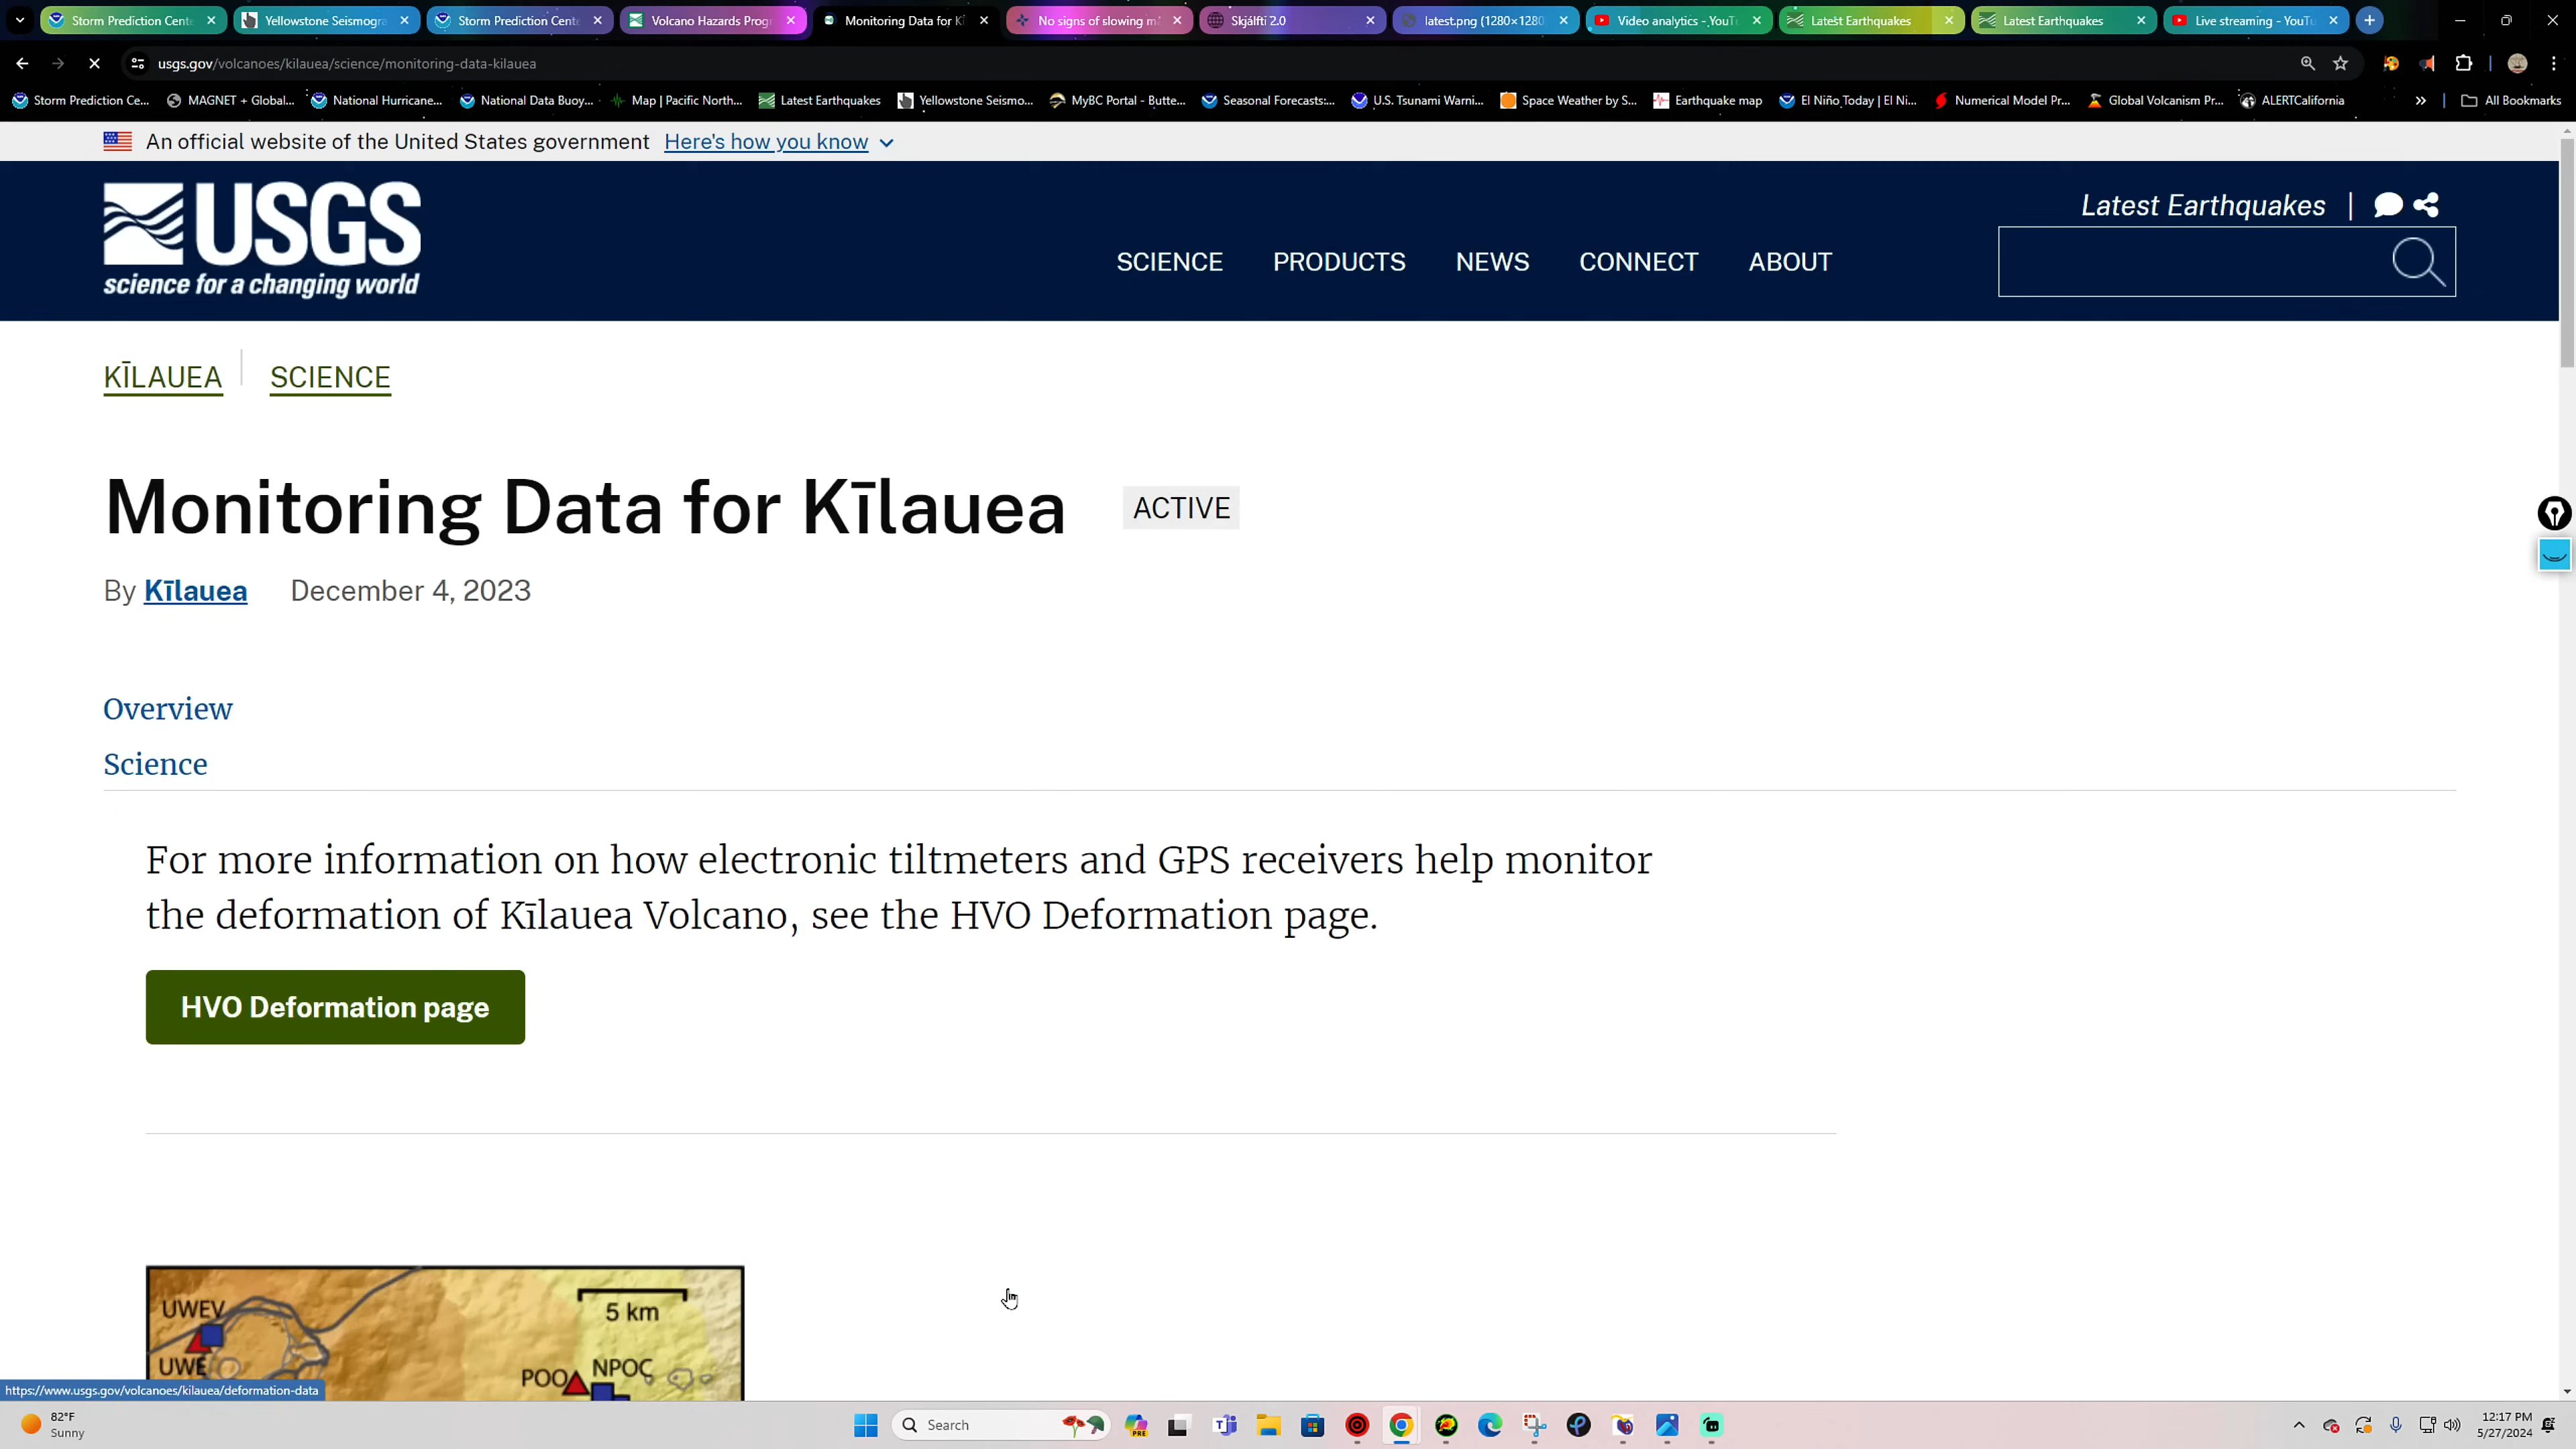 Storm Prediction Cente
Yellowstone Seismogra
Storm Prediction Cente
Volcano Hazards Prog
Monitoring Data for Kī
No signs of slowing m
Skjálfti 2.0
latest.png (1280×1280
Video analytics - YouTu
Latest Earthquakes
Latest Earthquakes
Live streaming - YouTu
usgs.gov/volcanoes/kilauea/science/monitoring-data-kilauea
Storm Prediction Ce...
MAGNET + Global...
National Hurricane...
National Data Buoy...
Map | Pacific North...
Latest Earthquakes
Yellowstone Seismo...
MyBC Portal - Butte...
Seasonal Forecasts:...
U.S. Tsunami Warni...
Space Weather by S...
Earthquake map
El Niño Today | El Ni...
Numerical Model Pr...
Global Volcanism Pr...
ALERTCalifornia
All Bookmarks
An official website of the United States government Here's how you know
USGS
science for a changing world
Latest Earthquakes |
SCIENCE PRODUCTS NEWS CONNECT ABOUT
KĪLAUEA SCIENCE
Monitoring Data for Kīlauea ACTIVE
By Kīlauea December 4, 2023
Overview
Science
For more information on how electronic tiltmeters and GPS receivers help monitor
the deformation of Kīlauea Volcano, see the HVO Deformation page.
HVO Deformation page
UWEV
5 km
UWE
POO NPOC
https://www.usgs.gov/volcanoes/kilauea/deformation-data
82°F
Sunny
Search
PRE
12:17 PM
5/27/2024